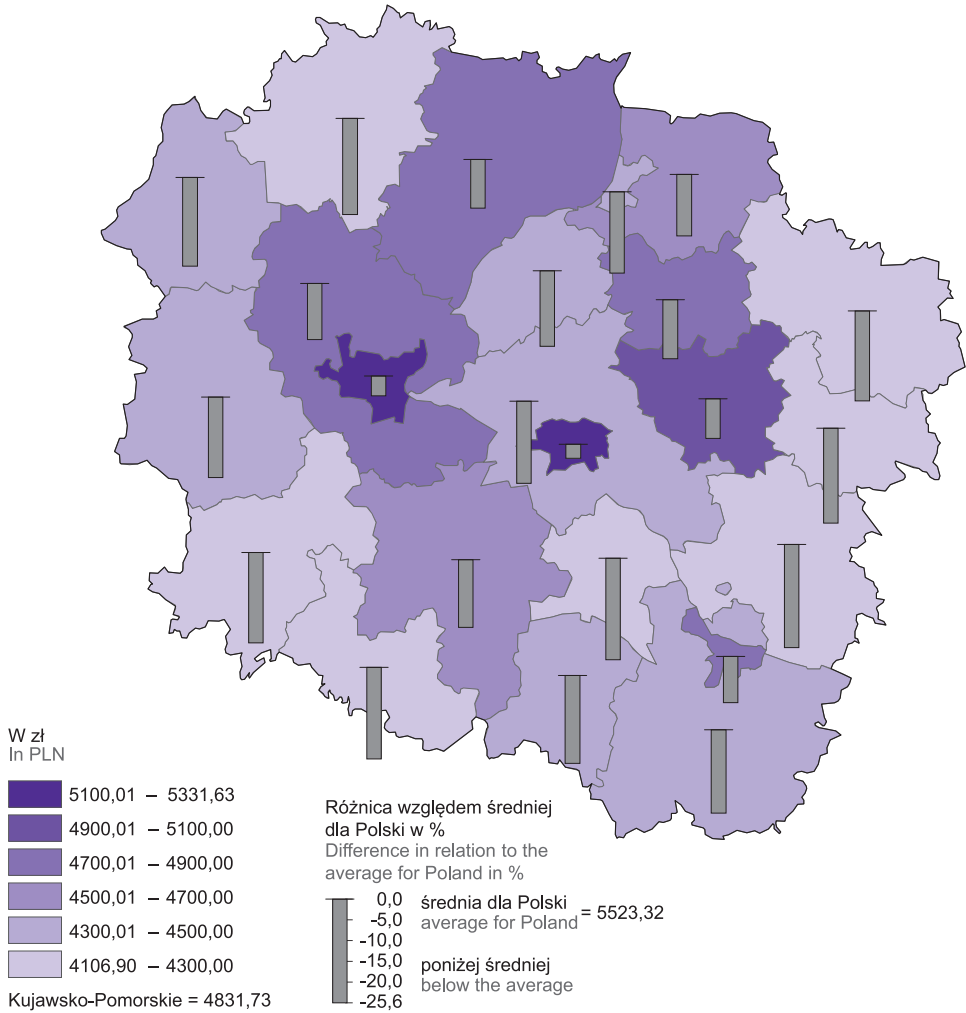 W zł
In PLN
5100,01 – 5331,63
4900,01 – 5100,00
4700,01 – 4900,00
4500,01 – 4700,00
4300,01 – 4500,00
4106,90 – 4300,00
Kujawsko-Pomorskie = 4831,73
Różnica względem średniej
dla Polski w %
Difference in relation to the
average for Poland in %
0,0
-5,0
-10,0
-15,0
-20,0
-25,6
średnia dla Polski
average for Poland = 5523,32
poniżej średniej
below the average